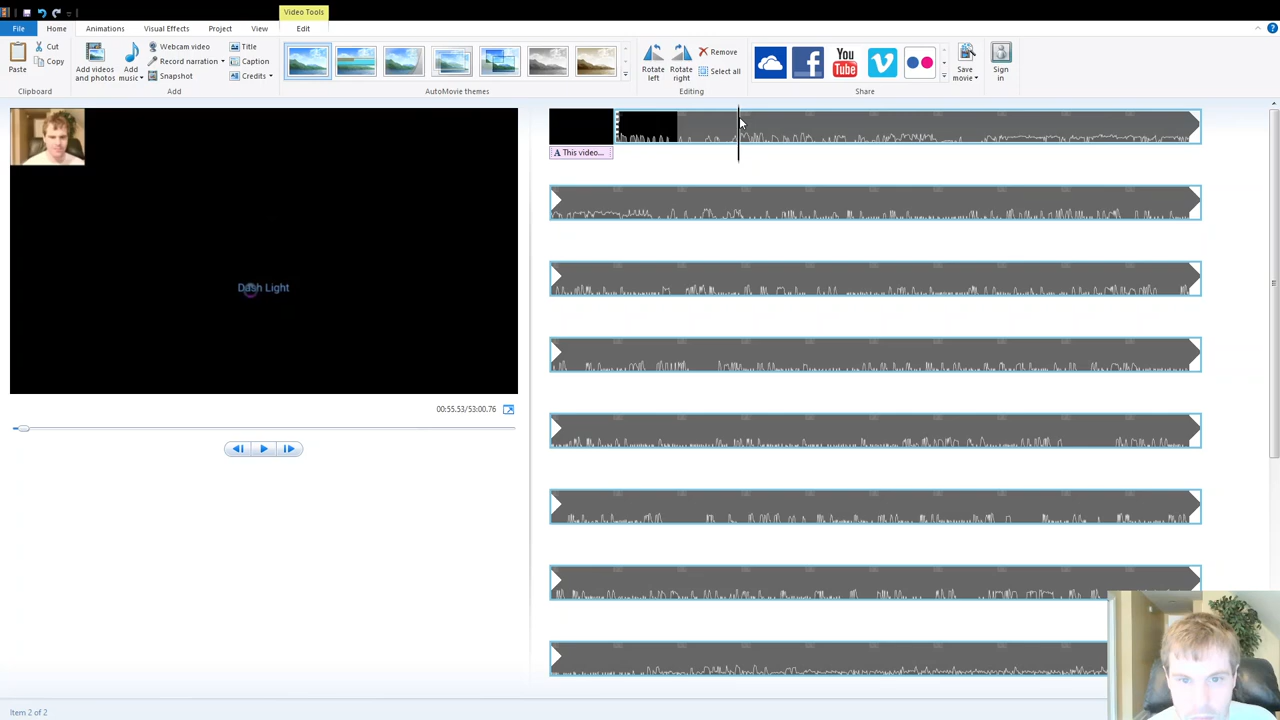 Video Tools
File
Home
Animations
Visual Effects
Project
View
Edit
Paste
Cut
Copy
Clipboard
Add videos
and photos
Add
music
Webcam video
Record narration
Snapshot
Title
Caption
Credits
Add
AutoMovie themes
Rotate
left
Rotate
right
Remove
Select all
Editing
You
Tube
Share
Save
movie
Sign
in
A This video...
Dash Light
00:55.53/53:00.76
Item 2 of 2